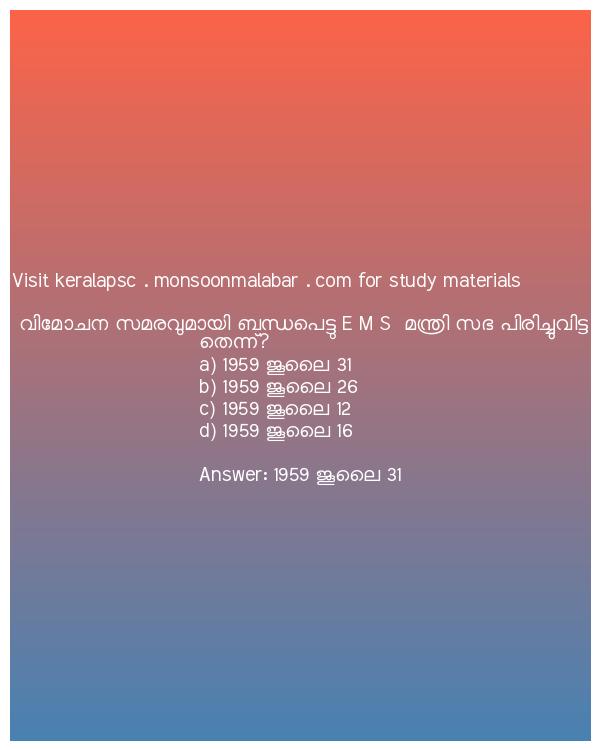 Visit keralapsc . monsoonmalabar . com for study materials
വിമോചന സമരവുമായി ബന്ധപെട്ടു E M S മന്ത്രി സഭ പിരിച്ചുവിട്ട
തെന്ന്?
a) 1959 ജൂലൈ 31
b) 1959 ജൂലൈ 26
c) 1959 ജൂലൈ 12
d) 1959 ജൂലൈ 16
Answer: 1959 ജൂലൈ 31